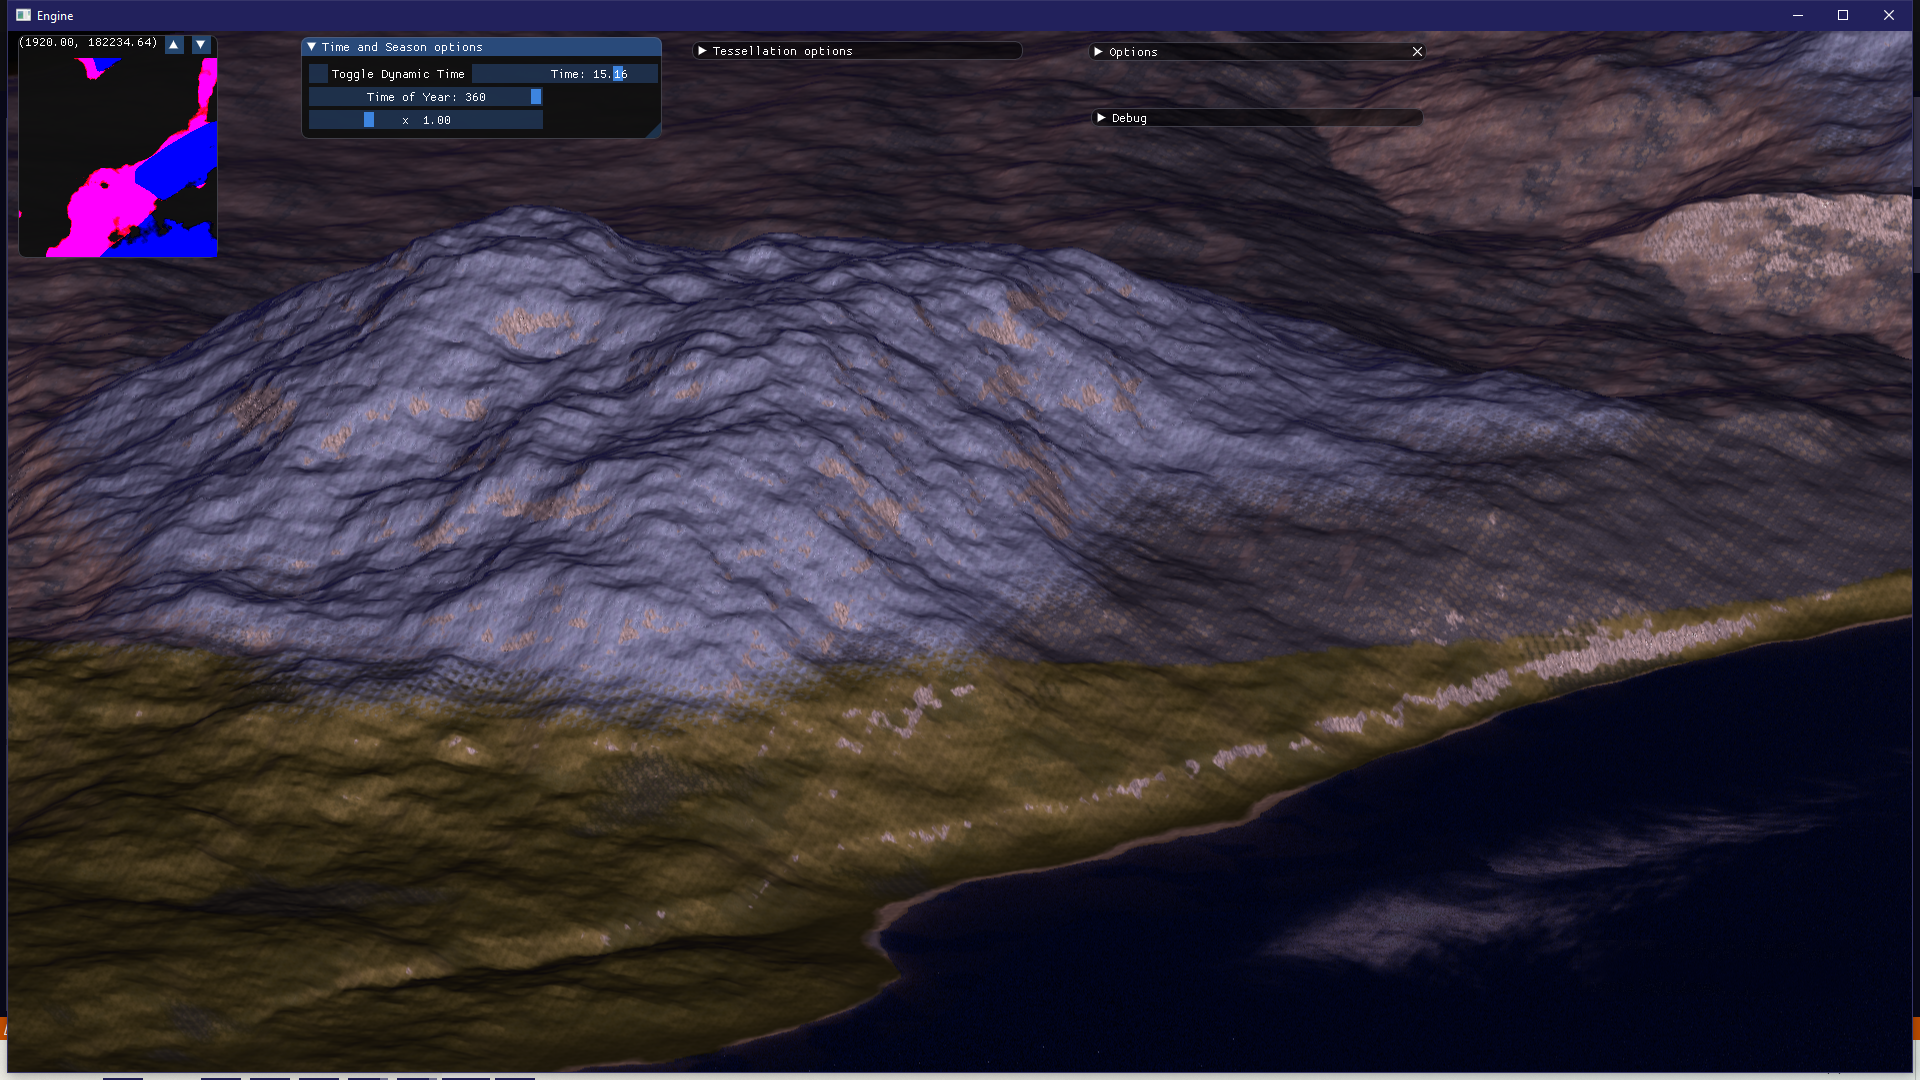 Engine
(1920.00, 182234.64)
Time and Season options
Toggle Dynamic Time
Time: 15.16
Time of Year: 360
x 1.00
Tessellation options
Options
Debug